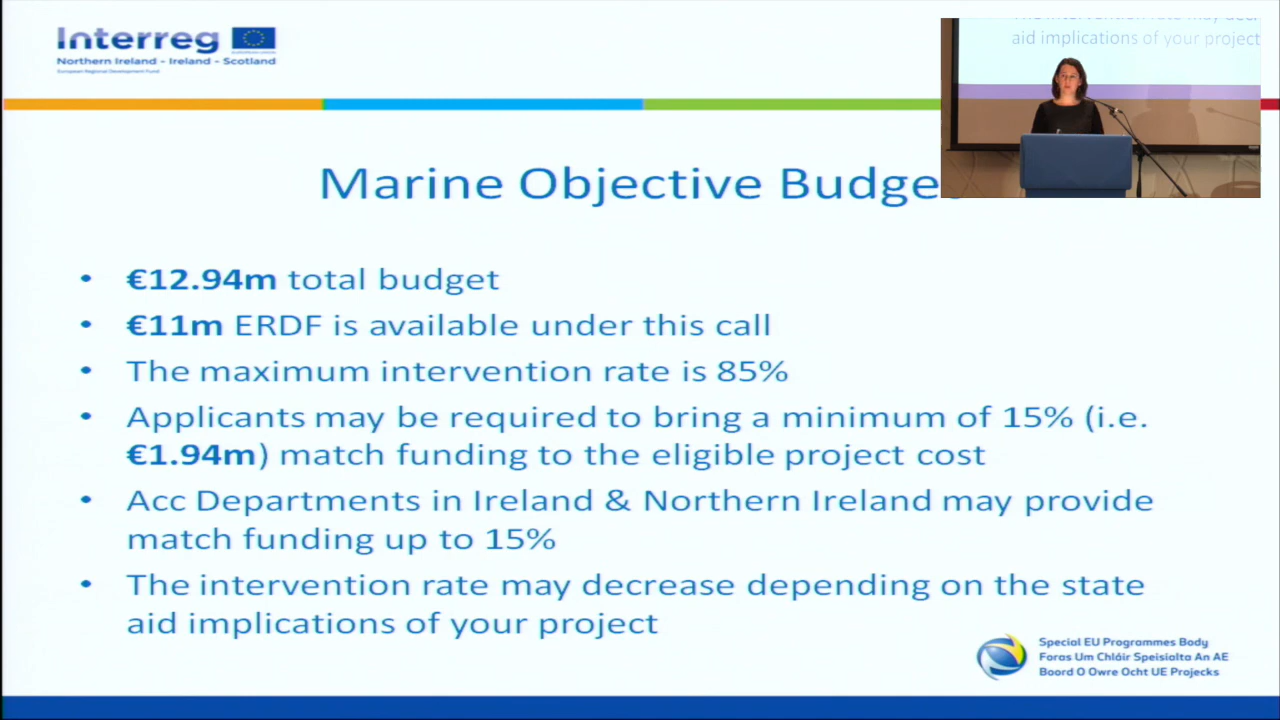 Interreg
Northern Ireland - Ireland - Scotland
European Regional Development Fund
aid implications of your project
Marine Objective
• €12.94m total budget
• €11m ERDF is available under this call
• The maximum intervention rate is 85%
• Applicants may be required to bring a minimum of 15% (i.e.
€1.94m) match funding to the eligible project cost
• Acc Departments in Ireland & Northern Ireland may provide
match funding up to 15%
• The intervention rate may decrease depending on the state
aid implications of your project
Special EU Programmes Body
Foras Um Chláir Speisialta An AE
Boord O Owre Ocht UE Projecks